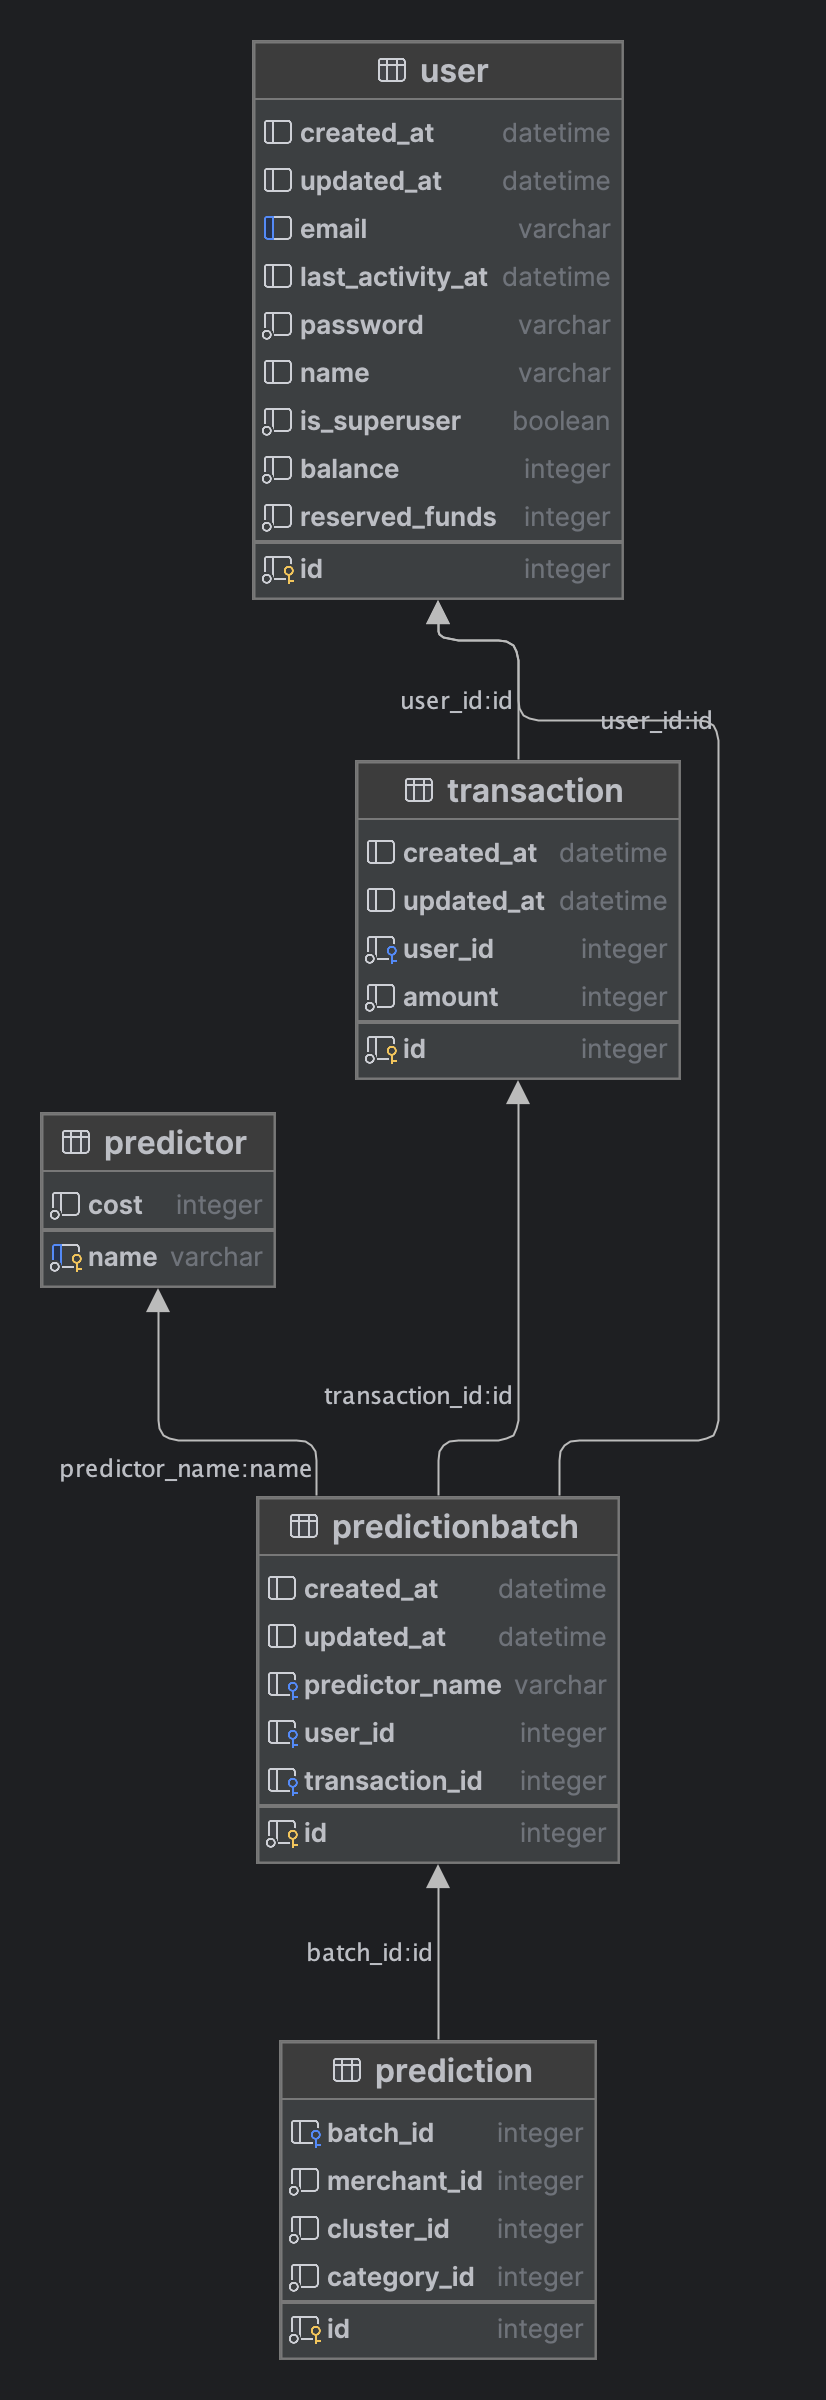 user
created_at datetime
updated_at datetime
email varchar
last_activity_at datetime
password varchar
name varchar
is_superuser boolean
balance integer
reserved_funds integer
id integer
user_id:id
user_id:id
transaction
created_at datetime
updated_at datetime
user_id integer
amount integer
id integer
predictor
cost integer
name varchar
transaction_id:id
predictor_name:name
predictionbatch
created_at datetime
updated_at datetime
predictor_name varchar
user_id integer
transaction_id integer
id integer
batch_id:id
prediction
batch_id integer
merchant_id integer
cluster_id integer
category_id integer
id integer